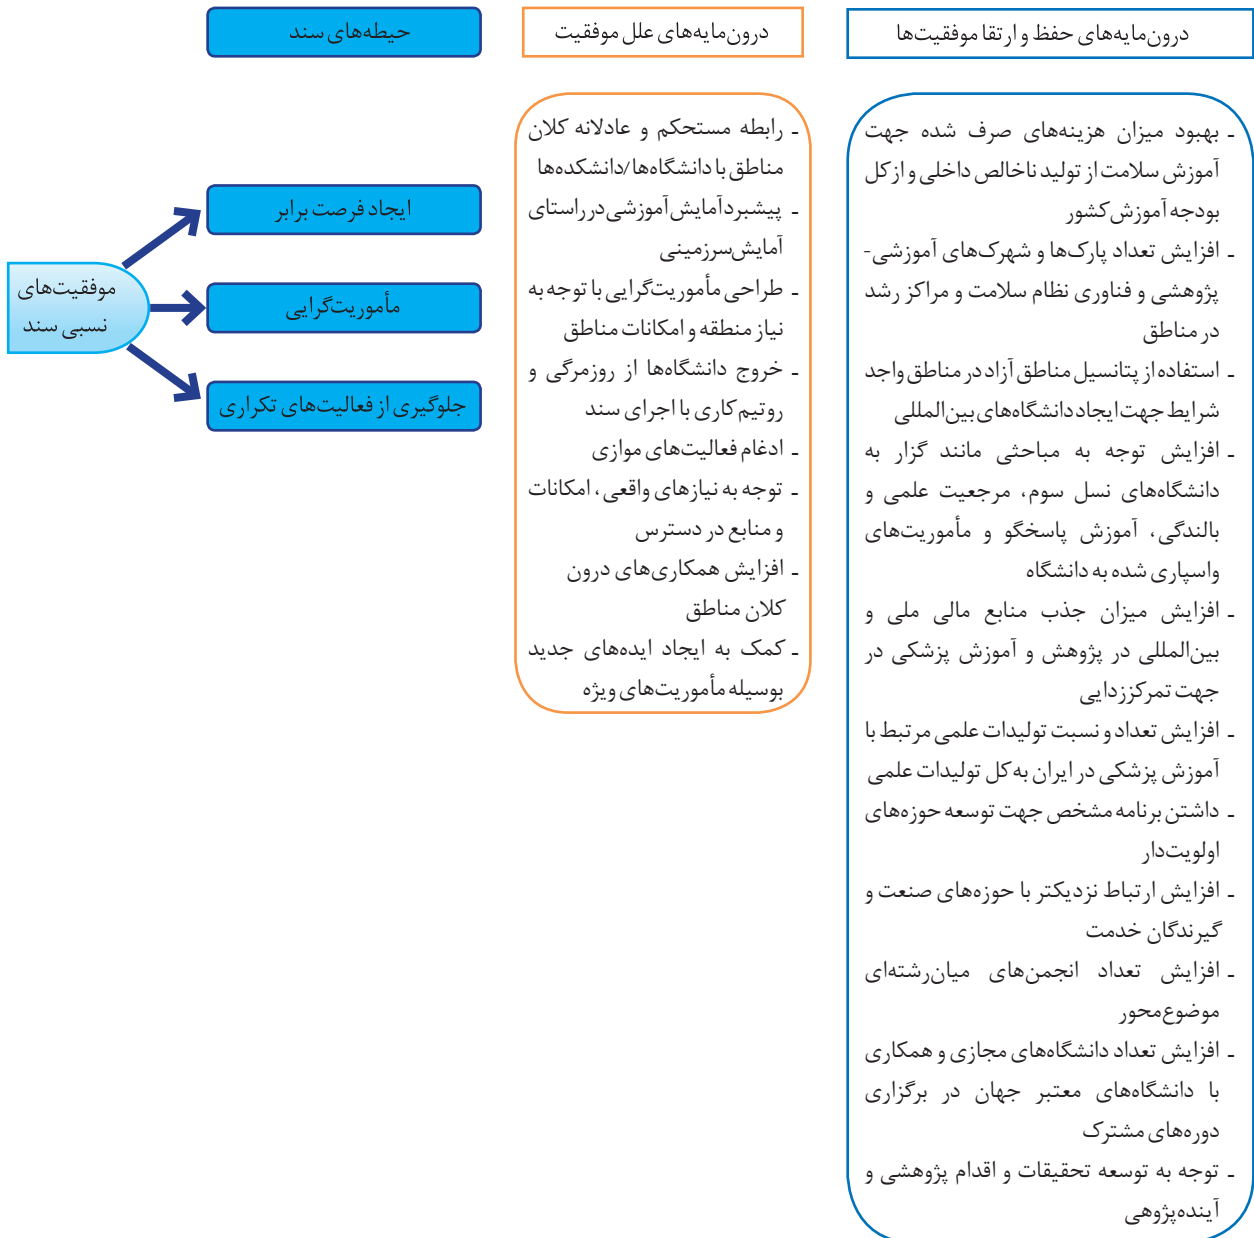 درون‌مایه‌های حفظ و ارتقا موفقیت‌ها
درون‌مایه‌های علل موفقیت
حیطه‌های سند
ـ بهبود میزان هزینه‌های صرف شده جهت
آموزش سلامت از تولید ناخالص داخلی و از کل
بودجه آموزش کشور
ـ افزایش تعداد پارک‌ها و شهرک‌های آموزشی-
پژوهشی و فناوری نظام سلامت و مراکز رشد
در مناطق
ـ استفاده از پتانسیل مناطق آزاد در مناطق واجد
شرایط جهت ایجاد دانشگاه‌های بین‌المللی
ـ افزایش توجه به مباحثی مانند گزار به
دانشگاه‌های نسل سوم، مرجعیت علمی و
بالندگی، آموزش پاسخگو و مأموریت‌های
واسپاری شده به دانشگاه
ـ افزایش میزان جذب منابع مالی ملی و
بین‌المللی در پژوهش و آموزش پزشکی در
جهت تمرکززدایی
ـ افزایش تعداد و نسبت تولیدات علمی مرتبط با
آموزش پزشکی در ایران به کل تولیدات علمی
ـ داشتن برنامه مشخص جهت توسعه حوزه‌های
اولویت‌دار
ـ افزایش ارتباط نزدیکتر با حوزه‌های صنعت و
گیرندگان خدمت
ـ افزایش تعداد انجمن‌های میان‌رشته‌ای
موضوع‌محور
ـ افزایش تعداد دانشگاه‌های مجازی و همکاری
با دانشگاه‌های معتبر جهان در برگزاری
دوره‌های مشترک
ـ توجه به توسعه تحقیقات و اقدام پژوهشی و
آینده‌پژوهی
ـ رابطه مستحکم و عادلانه کلان
مناطق با دانشگاه‌ها/دانشکده‌ها
ـ پیشبرد آمایش آموزشی در راستای
آمایش سرزمینی
ـ طراحی مأموریت‌گرایی با توجه به
نیاز منطقه و امکانات مناطق
ـ خروج دانشگاه‌ها از روزمرگی و
روتیم کاری با اجرای سند
ـ ادغام فعالیت‌های موازی
ـ توجه به نیازهای واقعی، امکانات
و منابع در دسترس
ـ افزایش همکاری‌های درون
کلان مناطق
ـ کمک به ایجاد ایده‌های جدید
بوسیله مأموریت‌های ویژه
ایجاد فرصت برابر
مأموریت‌گرایی
جلوگیری از فعالیت‌های تکراری
موفقیت‌های
نسبی سند